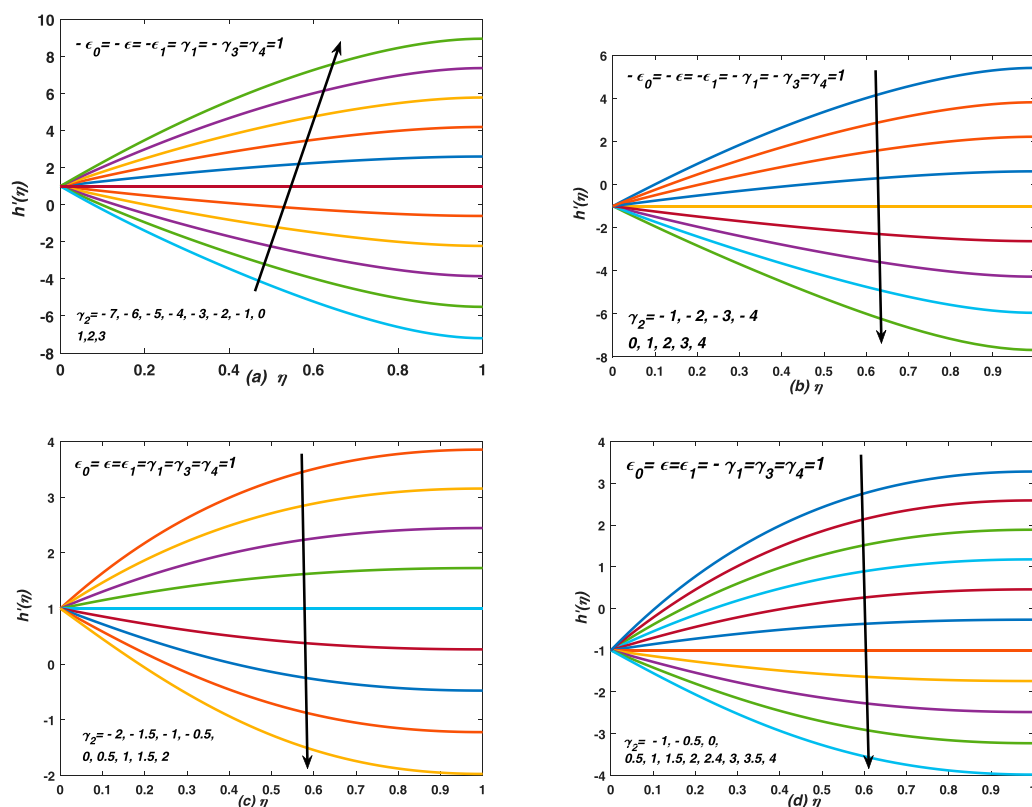 - ϵ0= - ϵ= -ϵ1= γ1= - γ3=γ4=1
10
8
6
4
2
0
-2
-4
-6
-8
h'(η)
γ2= - 7, - 6, - 5, - 4, - 3, - 2, - 1, 0
1,2,3
0 0.2 0.4 0.6 0.8 1
(a) η
- ϵ0= - ϵ= -ϵ1= - γ1= - γ3=γ4=1
6
4
2
0
-2
-4
-6
-8
h'(η)
γ2= - 1, - 2, - 3, - 4
0, 1, 2, 3, 4
0 0.1 0.2 0.3 0.4 0.5 0.6 0.7 0.8 0.9
(b) η
ϵ0= ϵ=ϵ1=γ1=γ3=γ4=1
4
3
2
1
0
-1
-2
h'(η)
γ2= - 2, - 1.5, - 1, - 0.5,
0, 0.5, 1, 1.5, 2
0 0.1 0.2 0.3 0.4 0.5 0.6 0.7 0.8 0.9 1
(c) η
ϵ0= ϵ=ϵ1= - γ1=γ3=γ4=1
4
3
2
1
0
-1
-2
-3
-4
h'(η)
γ2= - 1, - 0.5, 0,
0.5, 1, 1.5, 2, 2.4, 3, 3.5, 4
0 0.1 0.2 0.3 0.4 0.5 0.6 0.7 0.8 0.9
(d) η